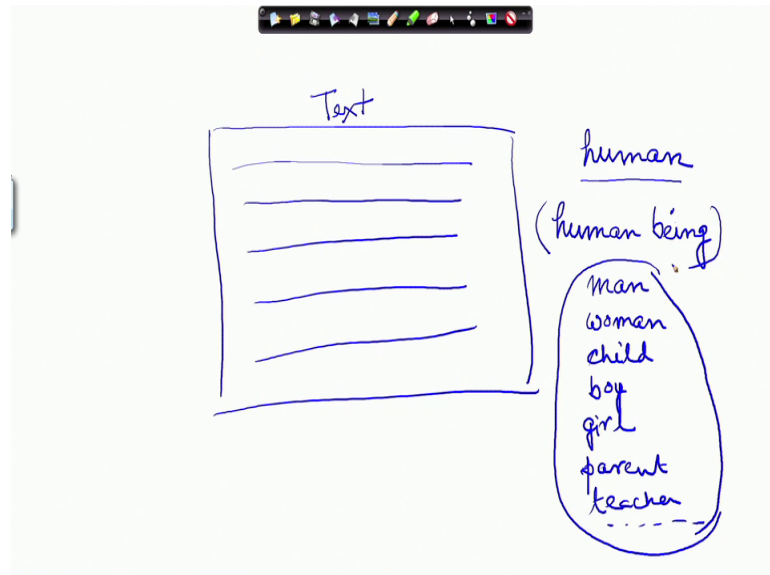 Text
human
(human being)
man
woman
child
boy
girl
parent
teacher